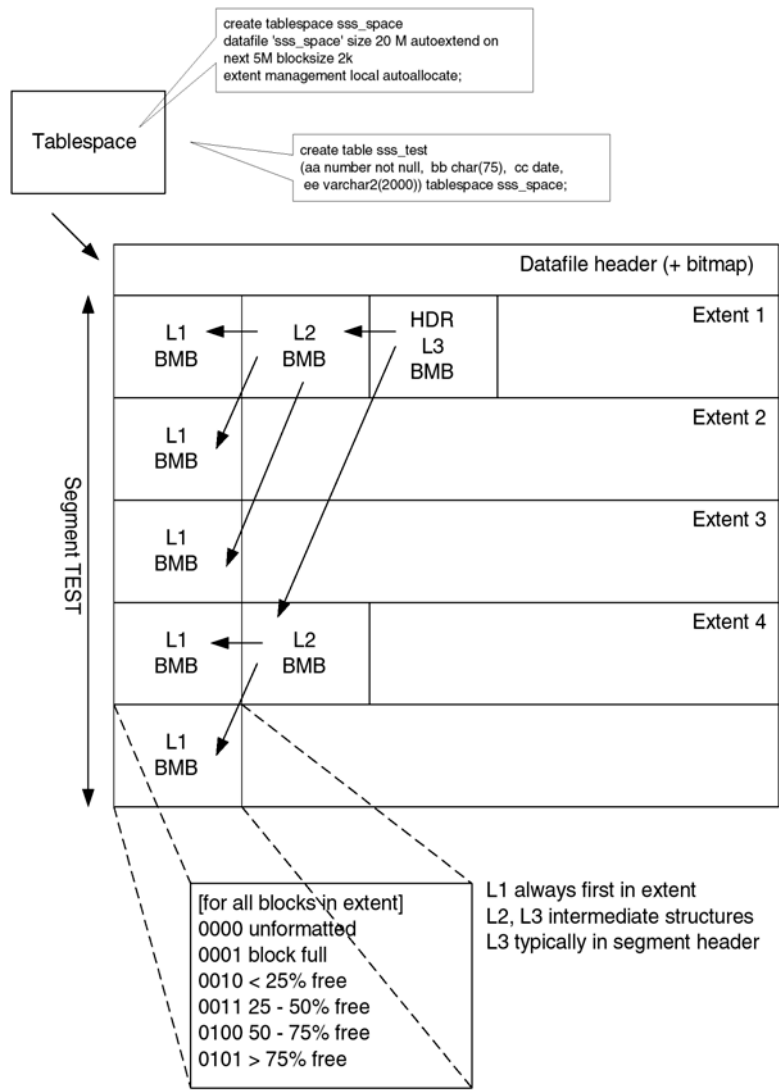 create tablespace sss_space
datafile 'sss_space' size 20 M autoextend on
next 5M blocksize 2k
extent management local autoallocate;
Tablespace
create table sss_test
(aa number not null, bb char(75), cc date,
ee varchar2(2000)) tablespace sss_space;
Datafile header (+ bitmap)
Segment TEST
L1
BMB
L2
BMB
HDR
L3
BMB
Extent 1
L1
BMB
Extent 2
L1
BMB
Extent 3
L1
BMB
L2
BMB
Extent 4
L1
BMB
[for all blocks in extent]
0000 unformatted
0001 block full
0010 < 25% free
0011 25 - 50% free
0100 50 - 75% free
0101 > 75% free
L1 always first in extent
L2, L3 intermediate structures
L3 typically in segment header